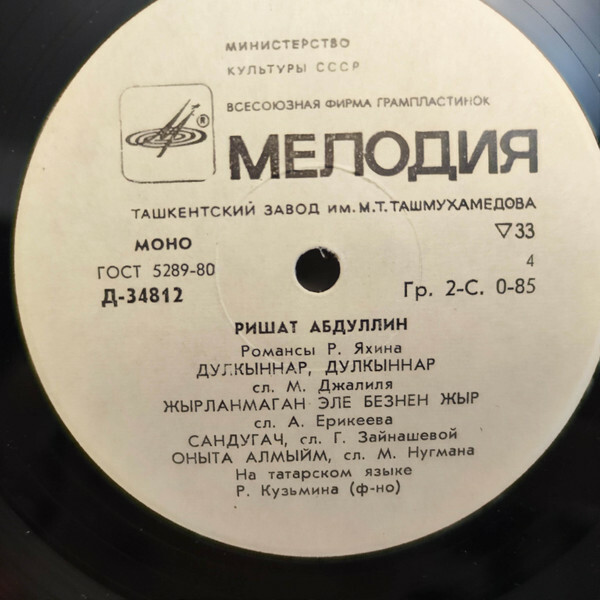 МИНИСТЕРСТВО
КУЛЬТУРЫ СССР
ВСЕСОЮЗНАЯ ФИРМА ГРАМПЛАСТИНОК
®
МЕЛОДИЯ
ТАШКЕНТСКИЙ ЗАВОД ИМ. М.Т. ТАШМУХАМЕДОВА
МОНО
▽33
ГОСТ 5289-80
4
Д-34812
Гр. 2-С. 0-85
РИШАТ АБДУЛЛИН
Романсы Р. Яхина
ДУЛКЫННАР, ДУЛКЫННАР
сл. М. Джалиля
ЖЫРЛАНМАГАН ЭЛЕ БЕЗНЕН ЖЫР
сл. А. Ерикеева
САНДУГАЧ, сл. Г. Зайнашевой
ОНЫТА АЛМЫЙМ, сл. М. Нугмана
На татарском языке
Р. Кузьмина (ф-но)